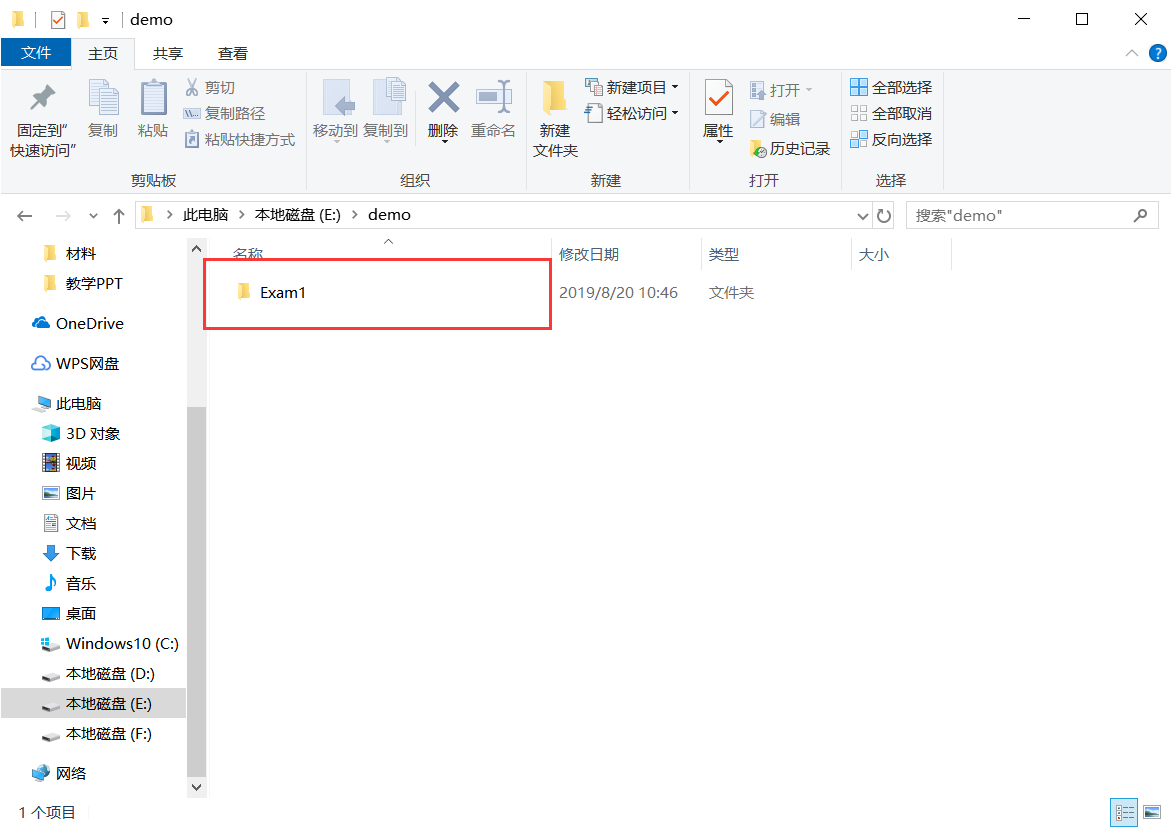 demo
文件 主页 共享 查看
固定到"快速访问"
复制
粘贴
剪切
复制路径
粘贴快捷方式
剪贴板
移动到
复制到
删除
重命名
组织
新建文件夹
新建项目
轻松访问
新建
属性
打开
编辑
历史记录
打开
全部选择
全部取消
反向选择
选择
此电脑 本地磁盘 (E:) demo
搜索"demo"
材料
教学PPT
OneDrive
WPS网盘
此电脑
3D 对象
视频
图片
文档
下载
音乐
桌面
Windows10 (C:)
本地磁盘 (D:)
本地磁盘 (E:)
本地磁盘 (F:)
网络
名称 修改日期 类型 大小
Exam1 2019/8/20 10:46 文件夹
1 个项目